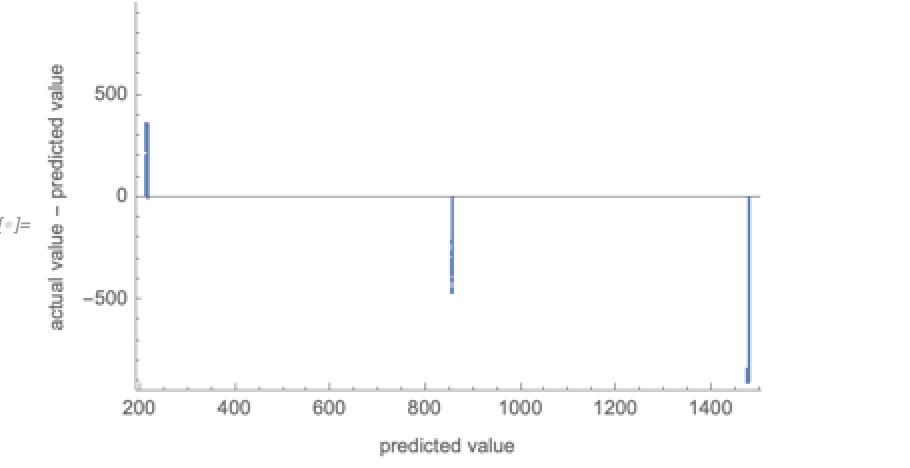 actual value − predicted value
500
0
−500
[•]=
200 400 600 800 1000 1200 1400
predicted value